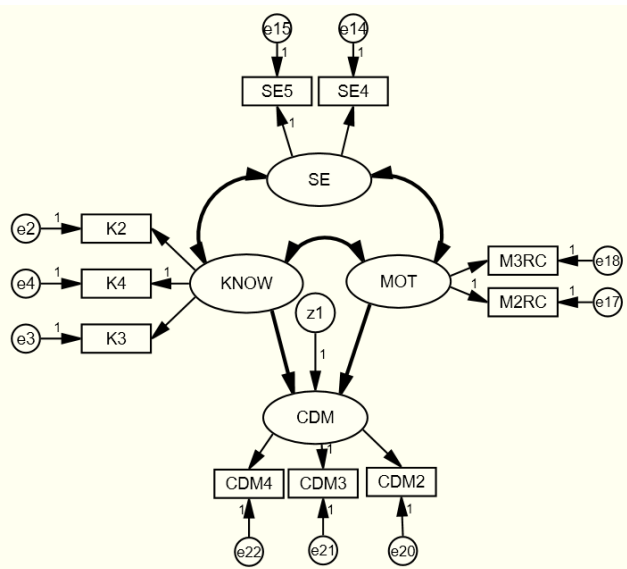 e15
e14
1
1
SE5
SE4
1
SE
e2
1
K2
e4
1
K4
1
KNOW
MOT
M3RC
1
e18
1
M2RC
1
e17
e3
1
K3
z1
1
CDM
1
CDM4
CDM3
CDM2
1
1
1
e22
e21
e20